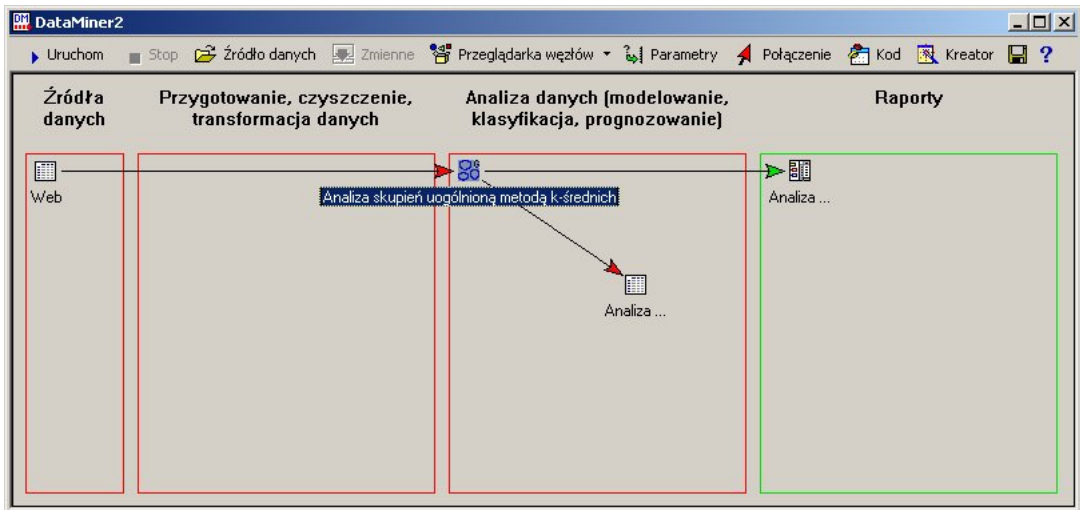 DataMiner2
Uruchom Stop Źródło danych Zmienne Przeglądarka węzłów Parametry Połączenie Kod Kreator ?
Źródła danych
Przygotowanie, czyszczenie, transformacja danych
Analiza danych (modelowanie, klasyfikacja, prognozowanie)
Raporty
Web
Analiza skupień uogólnioną metodą k-średnich
Analiza ...
Analiza ...